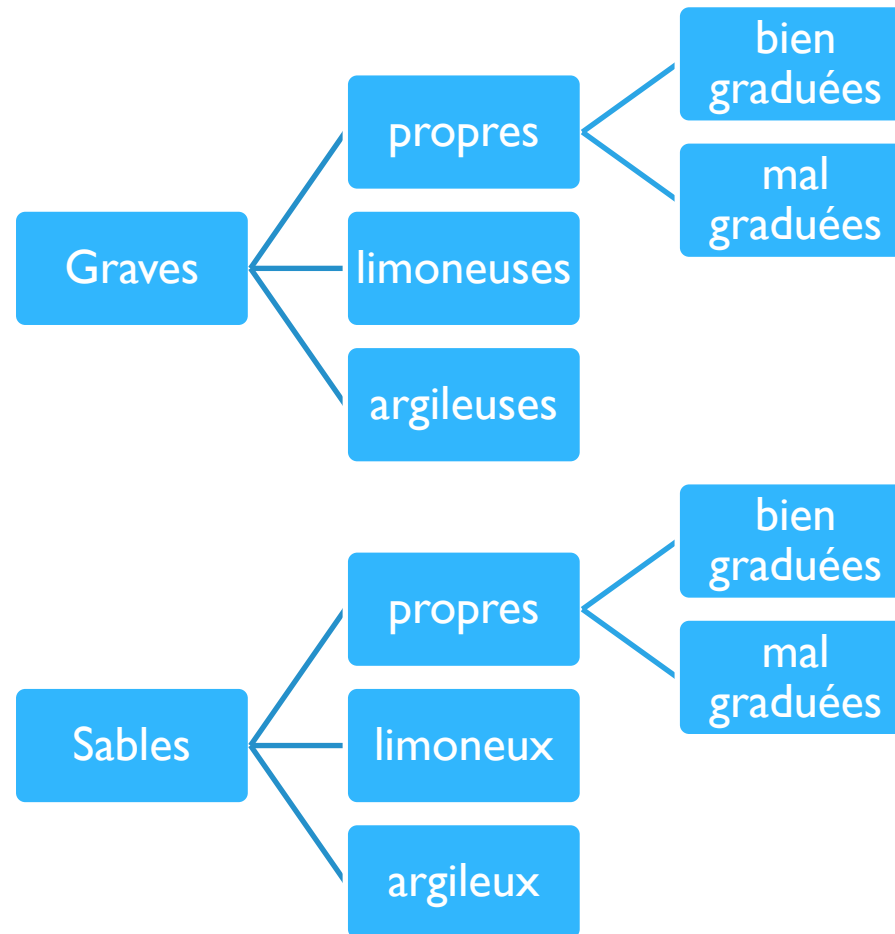 bien
graduées
propres
mal
graduées
Graves
limoneuses
argileuses
bien
graduées
propres
mal
graduées
Sables
limoneux
argileux